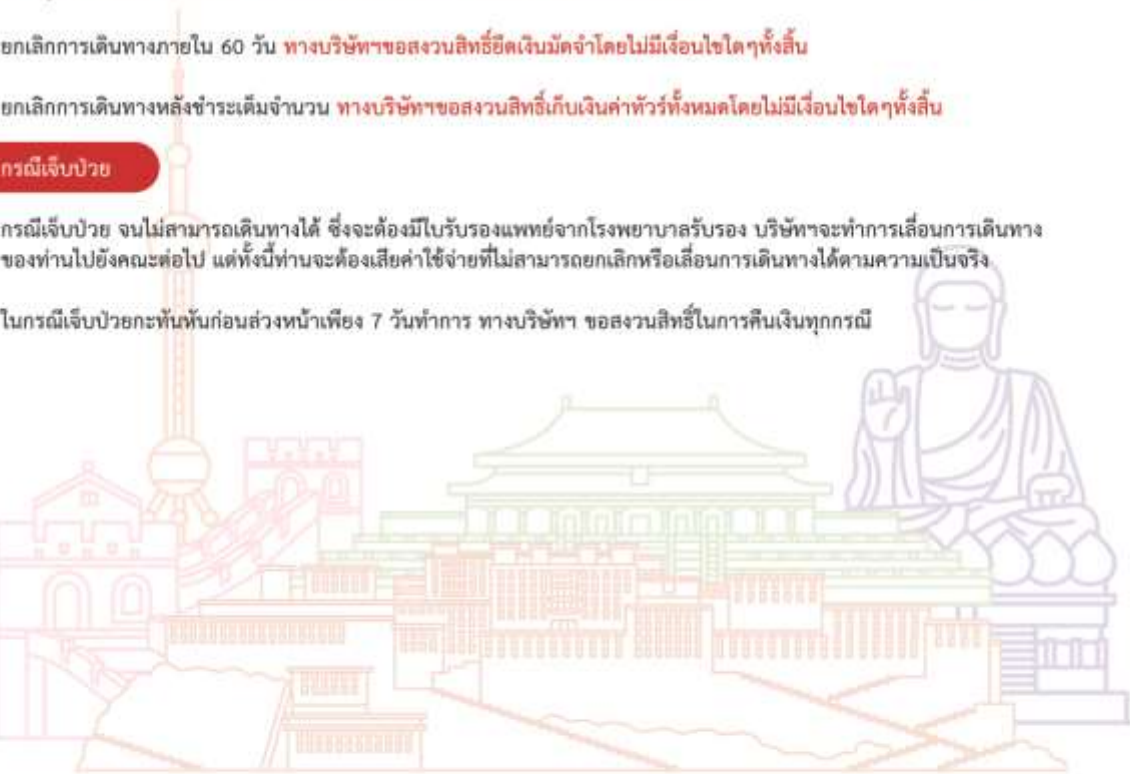 ยกเลิกการเดินทางภายใน 60 วัน ทางบริษัทฯขอสงวนสิทธิ์ยึดเงินมัดจำโดยไม่มีเงื่อนไขใดๆทั้งสิ้น
ยกเลิกการเดินทางหลังชำระเต็มจำนวน ทางบริษัทฯขอสงวนสิทธิ์เก็บเงินค่าทัวร์ทั้งหมดโดยไม่มีเงื่อนไขใดๆทั้งสิ้น
กรณีเจ็บป่วย
กรณีเจ็บป่วย จนไม่สามารถเดินทางได้ ซึ่งจะต้องมีใบรับรองแพทย์จากโรงพยาบาลรับรอง บริษัทฯจะทำการเลื่อนการเดินทาง
ของท่านไปยังคณะต่อไป แต่ทั้งนี้ท่านจะต้องเสียค่าใช้จ่ายที่ไม่สามารถยกเลิกหรือเลื่อนการเดินทางได้ตามความเป็นจริง
ในกรณีเจ็บป่วยกะทันหันก่อนล่วงหน้าเพียง 7 วันทำการ ทางบริษัทฯ ขอสงวนสิทธิ์ในการคืนเงินทุกกรณี